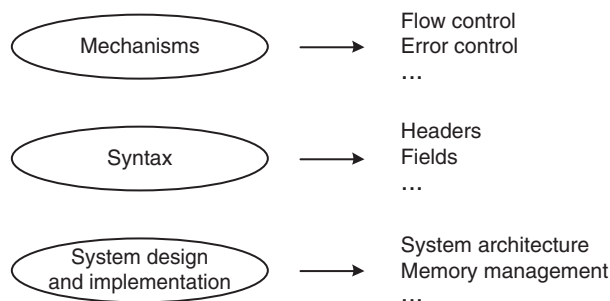 Mechanisms
Flow control
Error control
...
Syntax
Headers
Fields
...
System design
and implementation
System architecture
Memory management
...